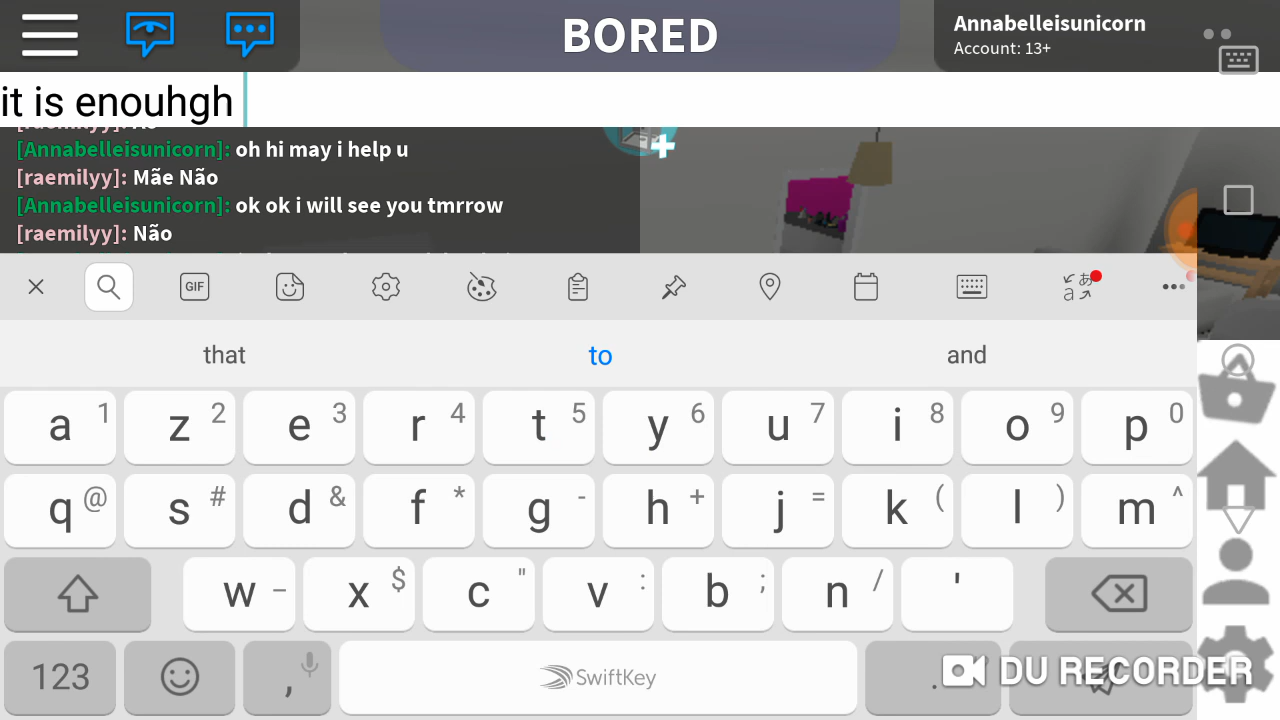 BORED
Annabelleisunicorn
Account: 13+
it is enouhgh
[Annabelleisunicorn]: oh hi may i help u
[raemilyy]: Mãe Não
[Annabelleisunicorn]: ok ok i will see you tmrrow
[raemilyy]: Não
GIF
that to and
a 1 z 2 e 3 r 4 t 5 y 6 u 7 i 8 o 9 p 0
q @ s # d & f * g - h + j = k ( l ) m ^
w – x $ c " v : b ; n / '
123 , SwiftKey .
DU RECORDER